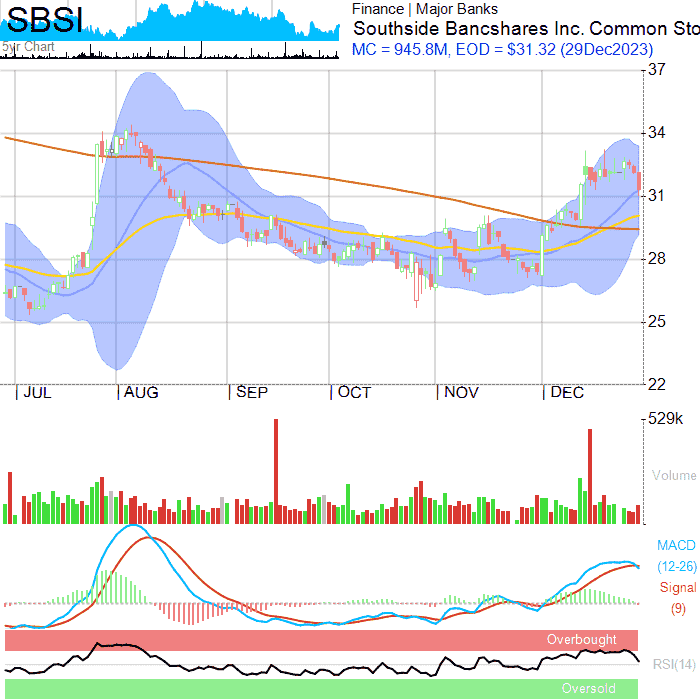 SBSI
5yr Chart
Finance | Major Banks
Southside Bancshares Inc. Common Sto
MC = 945.8M, EOD = $31.32 (29Dec2023)
37
34
31
28
25
22
JUL AUG SEP OCT NOV DEC
529k
Volume
MACD
(12-26)
Signal
(9)
Overbought
RSI(14)
Oversold